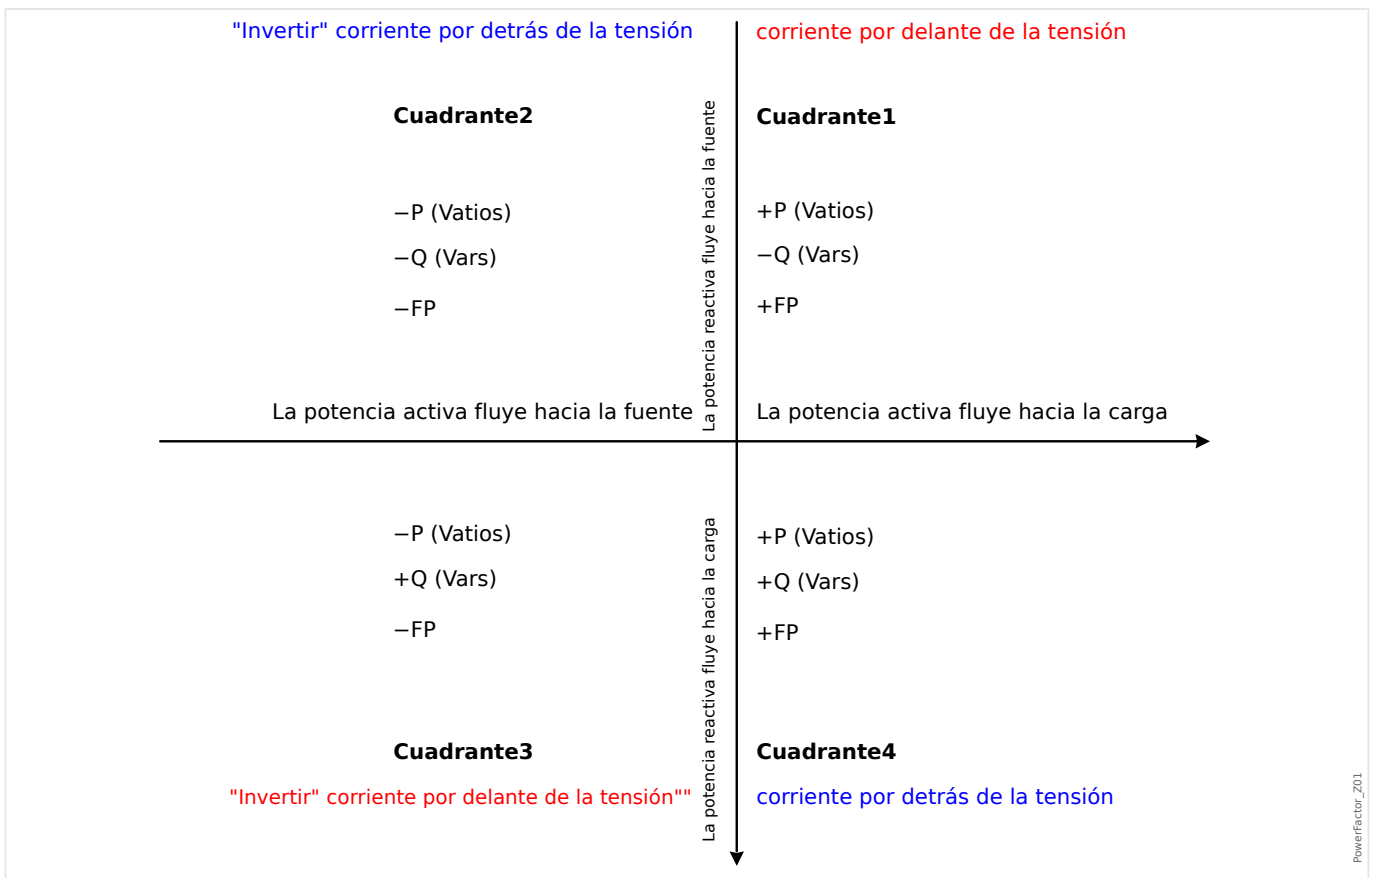 "Invertir" corriente por detrás de la tensión
corriente por delante de la tensión
Cuadrante2
Cuadrante1
−P (Vatios)
−Q (Vars)
−FP
La potencia reactiva fluye hacia la fuente
+P (Vatios)
−Q (Vars)
+FP
La potencia activa fluye hacia la fuente
La potencia activa fluye hacia la carga
−P (Vatios)
+Q (Vars)
−FP
La potencia reactiva fluye hacia la carga
+P (Vatios)
+Q (Vars)
+FP
Cuadrante3
Cuadrante4
"Invertir" corriente por delante de la tensión""
corriente por detrás de la tensión
PowerFactor_Z01